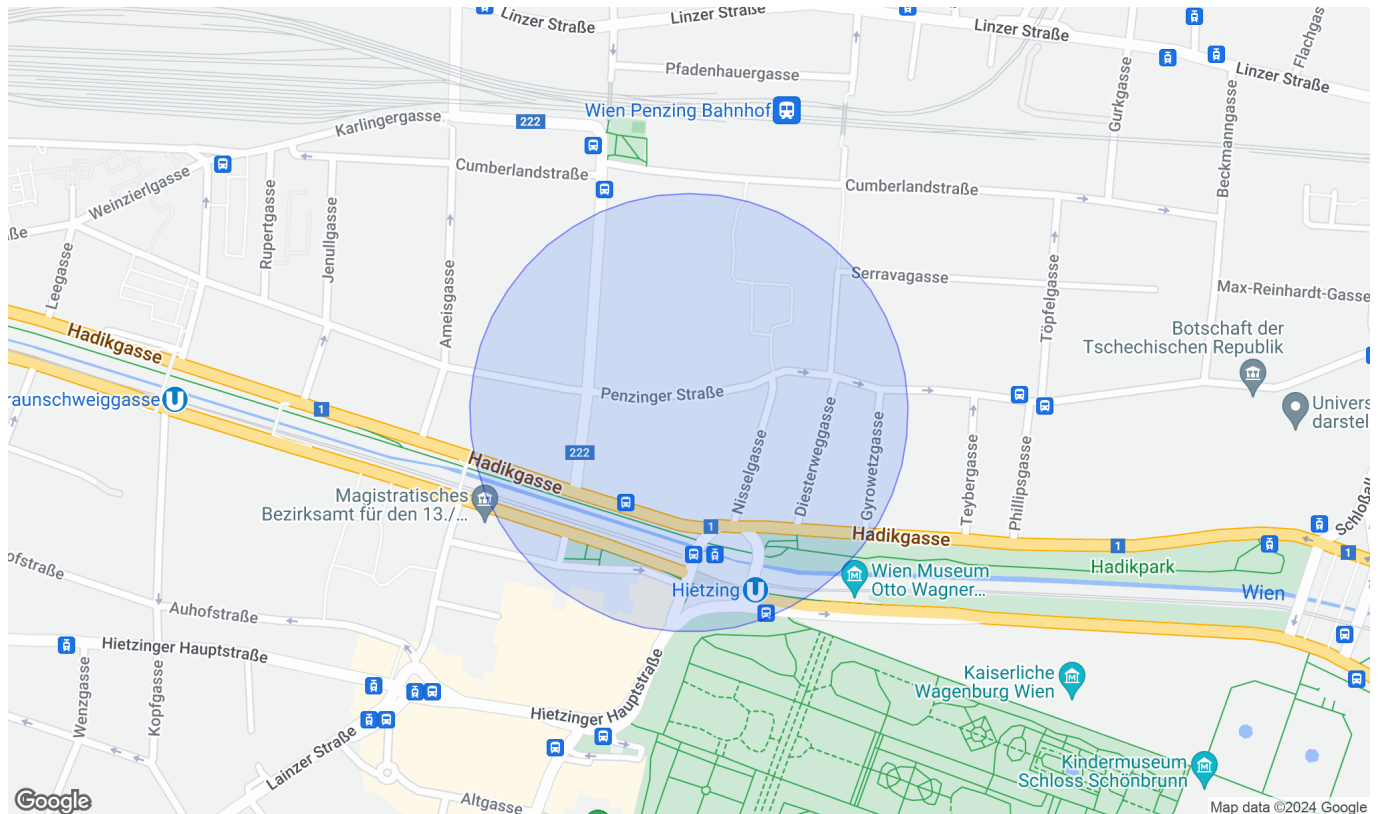 Linzer Straße
Linzer Straße
Linzer Straße
Linzer Straße
Flachgas
Pfadenhauergasse
Gurkgasse
Beckmanngasse
Wien Penzing Bahnhof
222
Karlingergasse
Cumberlandstraße
Cumberlandstraße
Weinzierlgasse
Rupertgasse
Jenullgasse
Ameisgasse
Leegasse
ße
Serravagasse
Töpfelgasse
Max-Reinhardt-Gasse
Botschaft der
Tschechischen Republik
Hadikgasse
raunschweiggasse
1
Penzinger Straße
Univers
darstel
222
Nisselgasse
Diesterweggasse
Gyrowetzgasse
Teybergasse
Phillipsgasse
Hadikgasse
Magistratisches
Bezirksamt für den 13./...
1
Hadikgasse
1
1
Schloßall
Hadikpark
Wien Museum
Otto Wagner...
Hietzing
Wien
ofstraße
Auhofstraße
Hietzinger Hauptstraße
Wenzgasse
Kopfgasse
Kaiserliche
Wagenburg Wien
Hietzinger Hauptstraße
Lainzer Straße
Kindermuseum
Schloss Schönbrunn
Altgasse
Google
Map data ©2024 Google